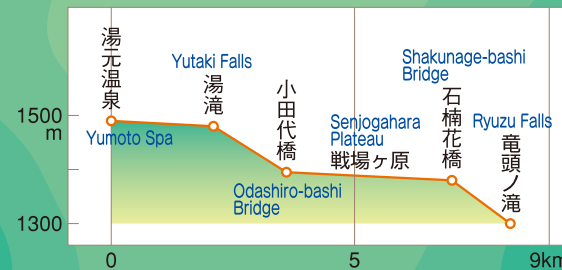 湯元温泉
Yumoto Spa
Yutaki Falls
湯滝
小田代橋
Odashiro-bashi
Bridge
Senjogahara
Plateau
戦場ヶ原
Shakunage-bashi
Bridge
石楠花橋
Ryuzu Falls
竜頭ノ滝
1500
m
1300
0
5
9km